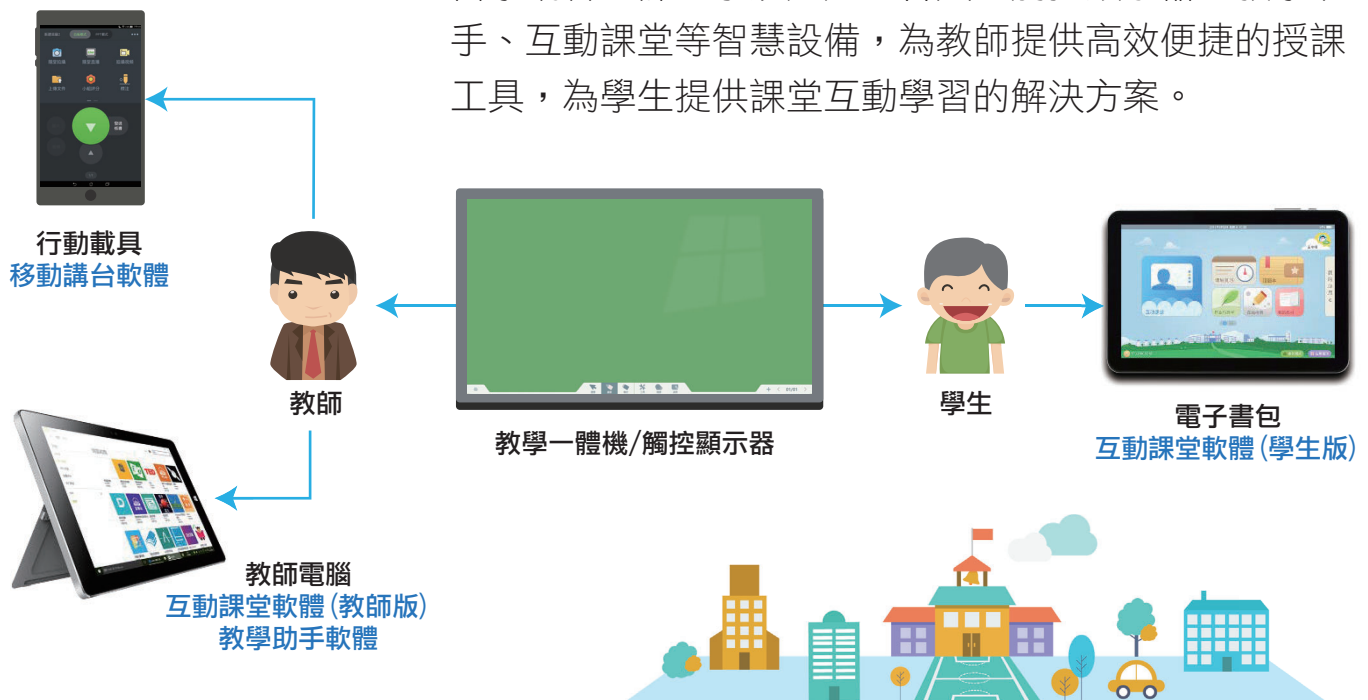 手、互動課堂等智慧設備，為教師提供高效便捷的授課
工具，為學生提供課堂互動學習的解決方案。
行動載具
移動講台軟體
教師
教學一體機/觸控顯示器
學生
電子書包
互動課堂軟體(學生版)
教師電腦
互動課堂軟體(教師版)
教學助手軟體